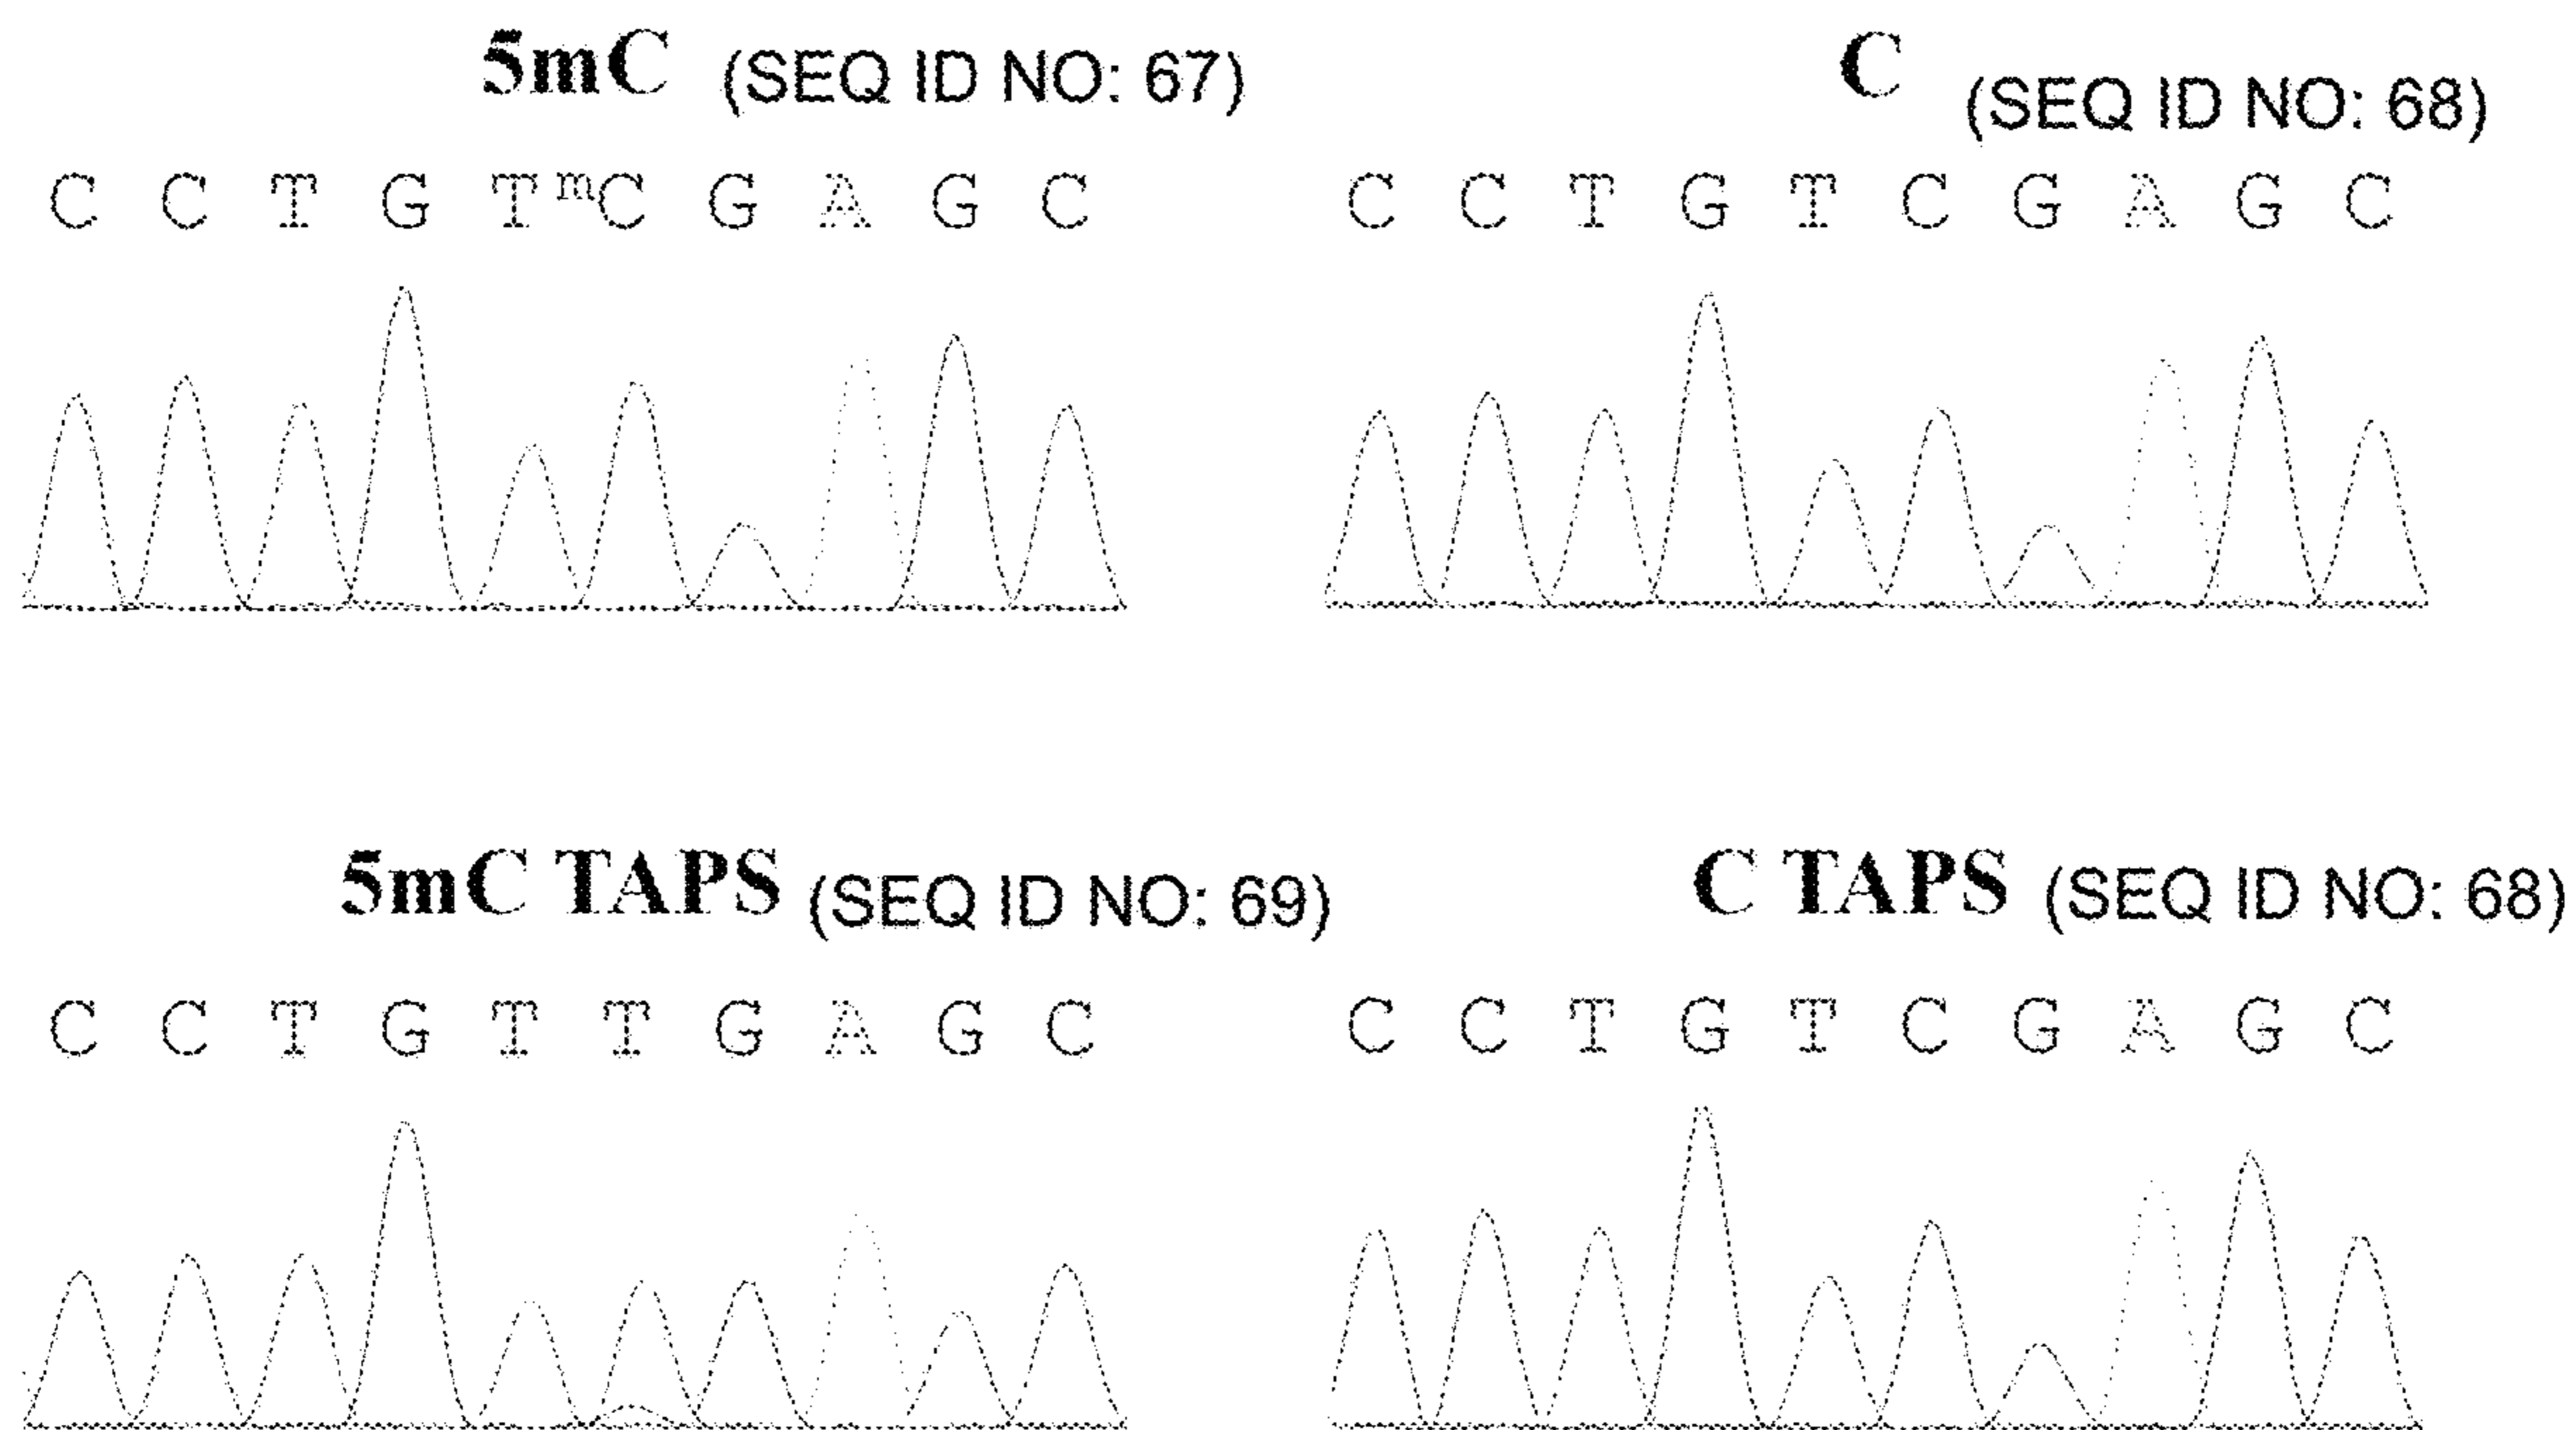 5mC (SEQ ID NO: 67)
C (SEQ ID NO: 68)
C C T G T ᵐC G A G C
C C T G T C G A G C
5mC TAPS (SEQ ID NO: 69)
C TAPS (SEQ ID NO: 68)
C C T G T T G A G C
C C T G T C G A G C